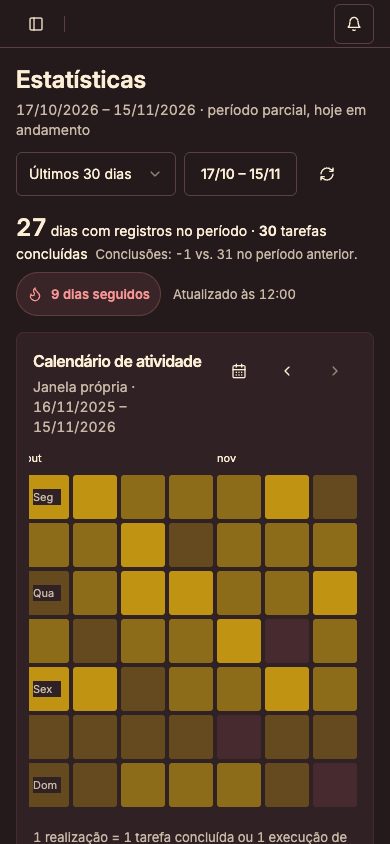 Estatísticas
17/10/2026 – 15/11/2026 · período parcial, hoje em
andamento
Últimos 30 dias
17/10 – 15/11
27 dias com registros no período · 30 tarefas
concluídas Conclusões: -1 vs. 31 no período anterior.
9 dias seguidos
Atualizado às 12:00
Calendário de atividade
Janela própria ·
16/11/2025 –
15/11/2026
out
nov
Seg
Qua
Sex
Dom
1 realização = 1 tarefa concluída ou 1 execução de